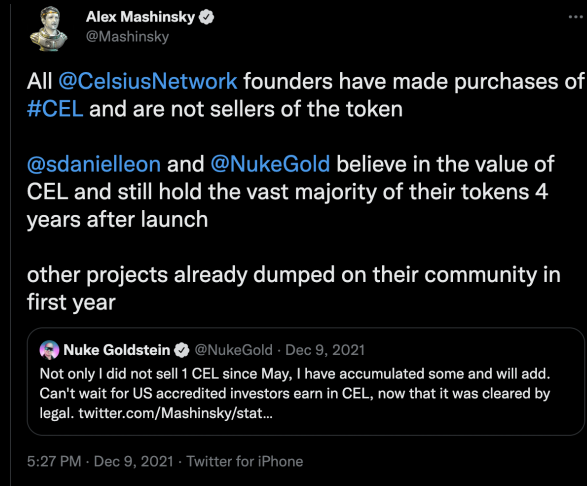 Alex Mashinsky
@Mashinsky
All @CelsiusNetwork founders have made purchases of
#CEL and are not sellers of the token
@sdanielleon and @NukeGold believe in the value of
CEL and still hold the vast majority of their tokens 4
years after launch
other projects already dumped on their community in
first year
Nuke Goldstein @NukeGold · Dec 9, 2021
Not only I did not sell 1 CEL since May, I have accumulated some and will add.
Can't wait for US accredited investors earn in CEL, now that it was cleared by
legal. twitter.com/Mashinsky/stat…
5:27 PM · Dec 9, 2021 · Twitter for iPhone